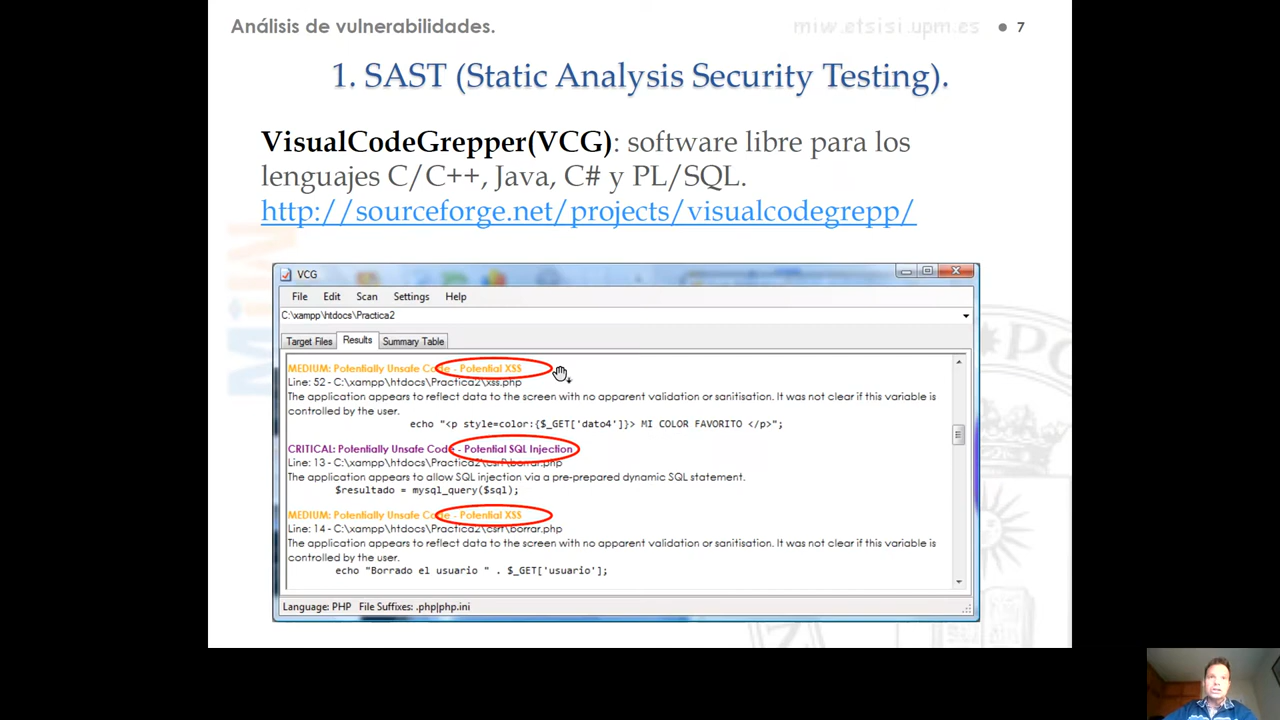 Análisis de vulnerabilidades.
miw.etsisi.upm.es
7
1. SAST (Static Analysis Security Testing).
VisualCodeGrepper(VCG): software libre para los
lenguajes C/C++, Java, C# y PL/SQL.
http://sourceforge.net/projects/visualcodegrepp/
VCG
File Edit Scan Settings Help
C:\xampp\htdocs\Practica2
Target Files Results Summary Table
MEDIUM: Potentially Unsafe Code - Potential XSS
Line: 52 - C:\xampp\htdocs\Practica2\xss.php
The application appears to reflect data to the screen with no apparent validation or sanitisation. It was not clear if this variable is
controlled by the user.
echo "<p style=color:{$_GET['dato4']}> MI COLOR FAVORITO </p>";
CRITICAL: Potentially Unsafe Code - Potential SQL Injection
Line: 13 - C:\xampp\htdocs\Practica2\csrf\borrar.php
The application appears to allow SQL injection via a pre-prepared dynamic SQL statement.
$resultado = mysql_query($sql);
MEDIUM: Potentially Unsafe Code - Potential XSS
Line: 14 - C:\xampp\htdocs\Practica2\csrf\borrar.php
The application appears to reflect data to the screen with no apparent validation or sanitisation. It was not clear if this variable is
controlled by the user.
echo "Borrado el usuario " . $_GET['usuario'];
Language: PHP File Suffixes: .php|php.ini